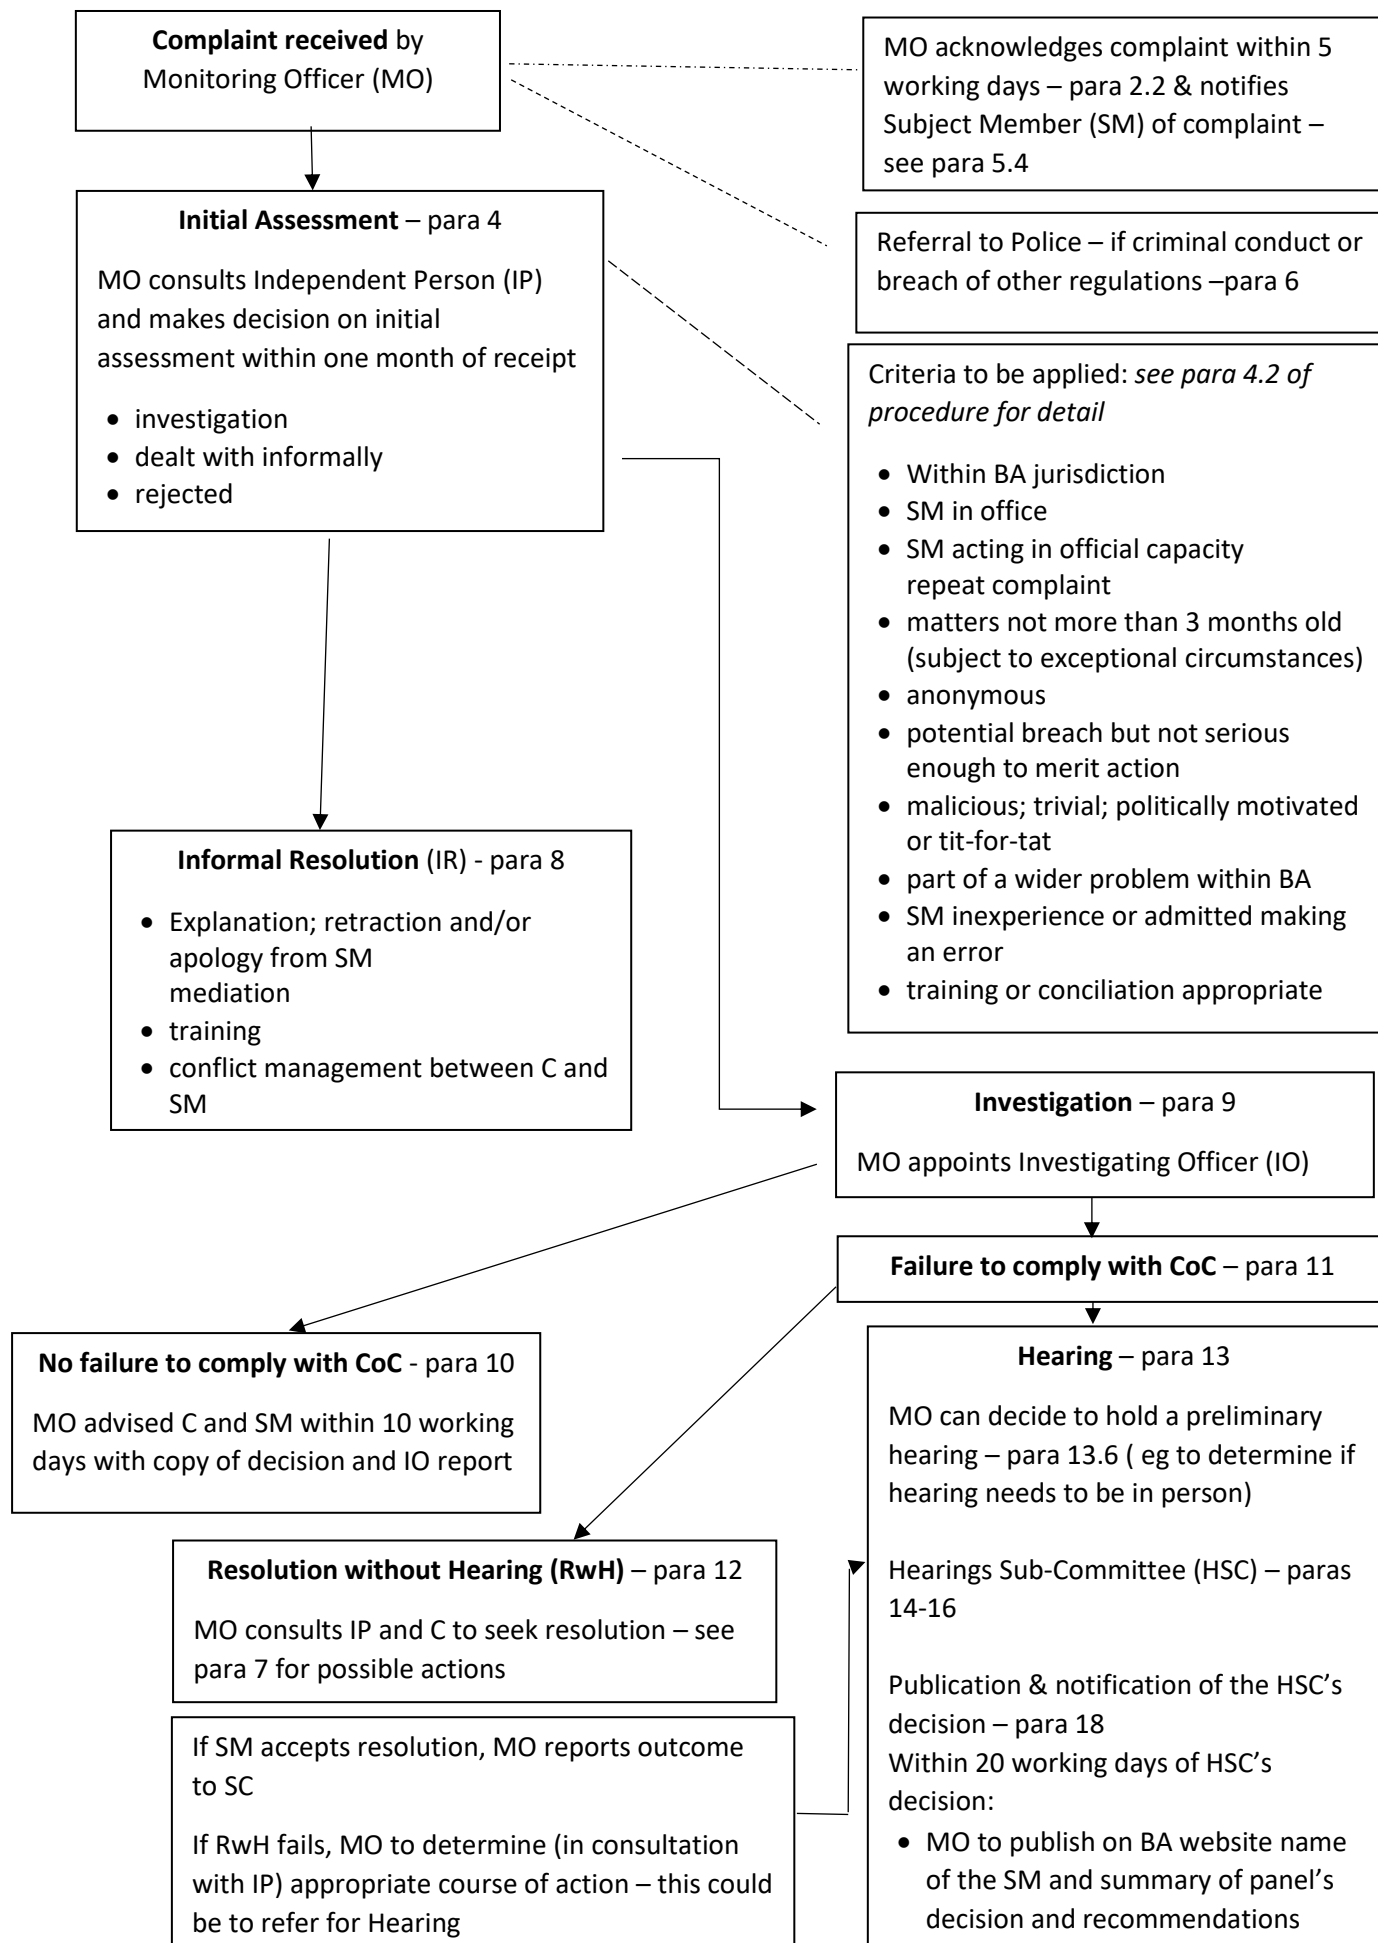 Complaint received by
Monitoring Officer (MO)
MO acknowledges complaint within 5
working days – para 2.2 & notifies
Subject Member (SM) of complaint –
see para 5.4
Initial Assessment – para 4
MO consults Independent Person (IP)
and makes decision on initial
assessment within one month of receipt
• investigation
• dealt with informally
• rejected
Referral to Police – if criminal conduct or
breach of other regulations –para 6
Criteria to be applied: see para 4.2 of
procedure for detail
• Within BA jurisdiction
• SM in office
• SM acting in official capacity
repeat complaint
• matters not more than 3 months old
(subject to exceptional circumstances)
• anonymous
• potential breach but not serious
enough to merit action
• malicious; trivial; politically motivated
or tit-for-tat
• part of a wider problem within BA
• SM inexperience or admitted making
an error
• training or conciliation appropriate
Informal Resolution (IR) - para 8
• Explanation; retraction and/or
apology from SM
mediation
• training
• conflict management between C and
SM
Investigation – para 9
MO appoints Investigating Officer (IO)
Failure to comply with CoC – para 11
No failure to comply with CoC - para 10
MO advised C and SM within 10 working
days with copy of decision and IO report
Resolution without Hearing (RwH) – para 12
MO consults IP and C to seek resolution – see
para 7 for possible actions
If SM accepts resolution, MO reports outcome
to SC
If RwH fails, MO to determine (in consultation
with IP) appropriate course of action – this could
be to refer for Hearing
Hearing – para 13
MO can decide to hold a preliminary
hearing – para 13.6 ( eg to determine if
hearing needs to be in person)
Hearings Sub-Committee (HSC) – paras
14-16
Publication & notification of the HSC’s
decision – para 18
Within 20 working days of HSC’s
decision:
• MO to publish on BA website name
of the SM and summary of panel’s
decision and recommendations